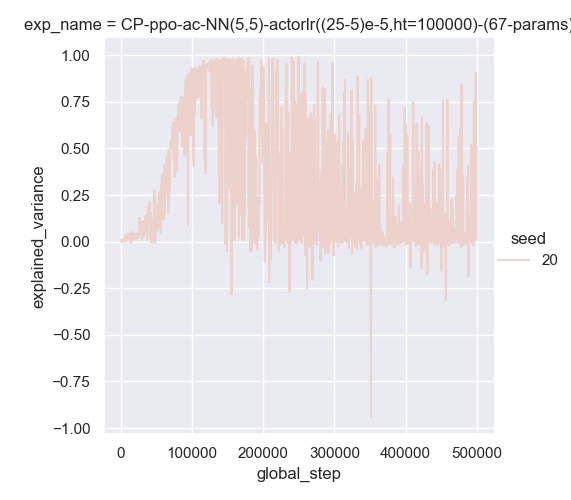 exp_name = CP-ppo-ac-NN(5,5)-actorlr((25-5)e-5,ht=100000)-(67-params)
1.00
0.75
0.50
0.25
0.00
−0.25
−0.50
−0.75
−1.00
explained_variance
0 100000 200000 300000 400000 500000
global_step
seed
20